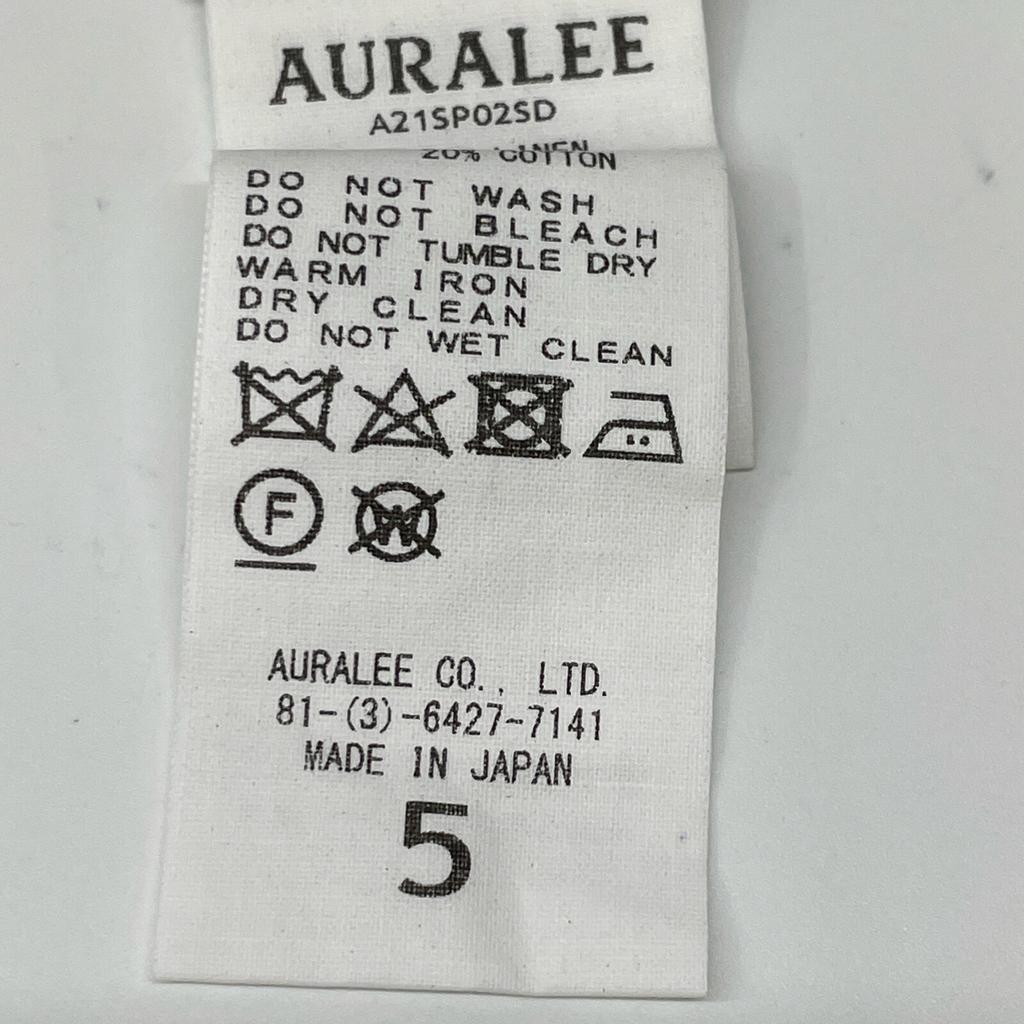 AURALEE
A21SP02SD
20% COTTON
DO NOT WASH
DO NOT BLEACH
DO NOT TUMBLE DRY
WARM IRON
DRY CLEAN
DO NOT WET CLEAN
F W
AURALEE CO., LTD.
81-(3)-6427-7141
MADE IN JAPAN
5